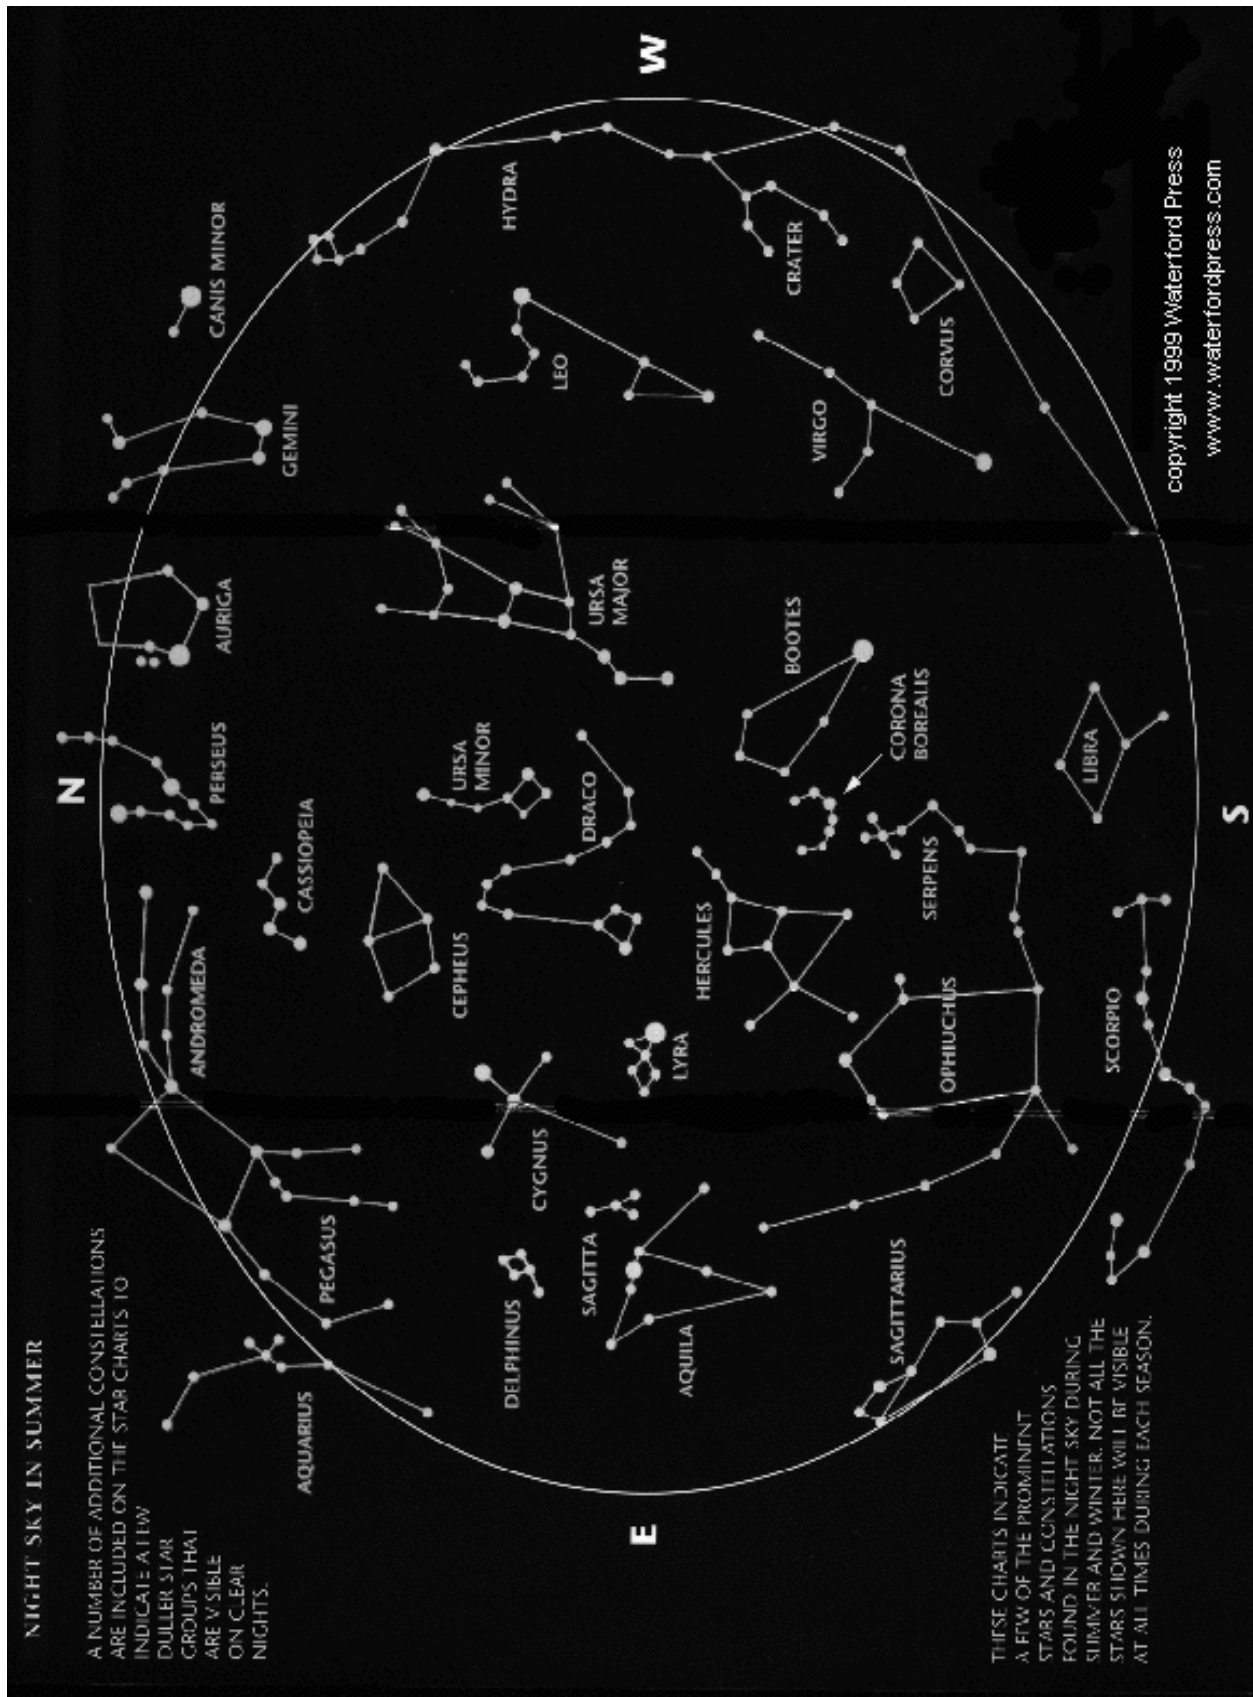 NIGHT SKY IN SUMMER
A NUMBER OF ADDITIONAL CONSTELLATIONS
ARE INCLUDED ON THE STAR CHARTS TO
INDICATE A FEW
DULLER STAR
GROUPS THAT
ARE VISIBLE
ON CLEAR
NIGHTS.
N
W
E
S
CANIS MINOR
GEMINI
AURIGA
PERSEUS
ANDROMEDA
CASSIOPEIA
PEGASUS
AQUARIUS
HYDRA
LEO
URSA
MAJOR
URSA
MINOR
DRACO
CEPHEUS
CYGNUS
LYRA
DELPHINUS
SAGITTA
AQUILA
CRATER
VIRGO
CORVUS
BOOTES
CORONA
BOREALIS
HERCULES
SERPENS
OPHIUCHUS
LIBRA
SCORPIO
SAGITTARIUS
THESE CHARTS INDICATE
A FEW OF THE PROMINENT
STARS AND CONSTELLATIONS
FOUND IN THE NIGHT SKY DURING
SUMMER AND WINTER. NOT ALL THE
STARS SHOWN HERE WILL BE VISIBLE
AT ALL TIMES DURING EACH SEASON.
copyright 1999 Waterford Press
www.waterfordpress.com